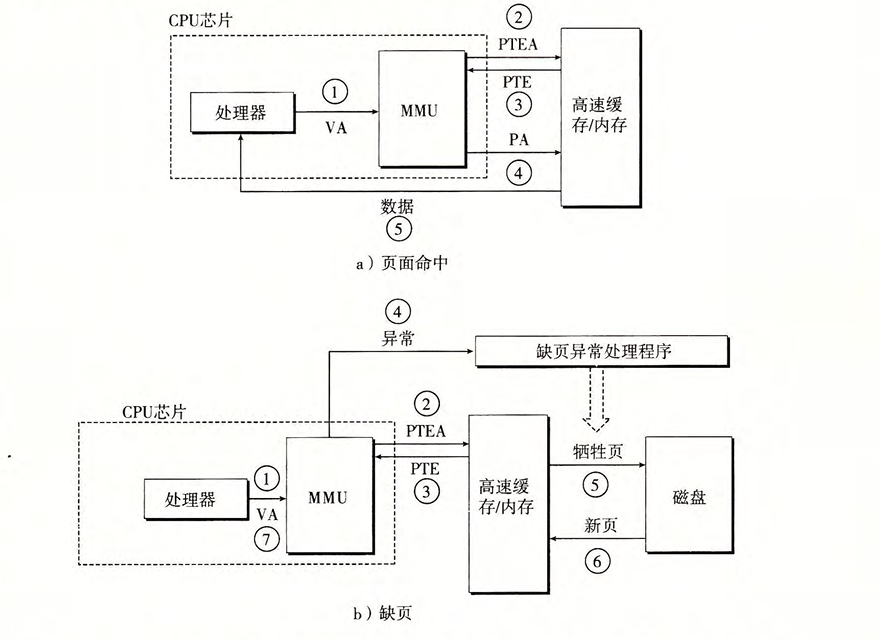 CPU芯片
②
PTEA
①
PTE
处理器
MMU
③
高速缓
存/内存
VA
PA
④
数据
⑤
a）页面命中
④
异常
缺页异常处理程序
CPU芯片
②
PTEA
牺牲页
①
PTE
处理器
MMU
③
高速缓
存/内存
⑤
磁盘
VA
⑦
新页
⑥
b）缺页